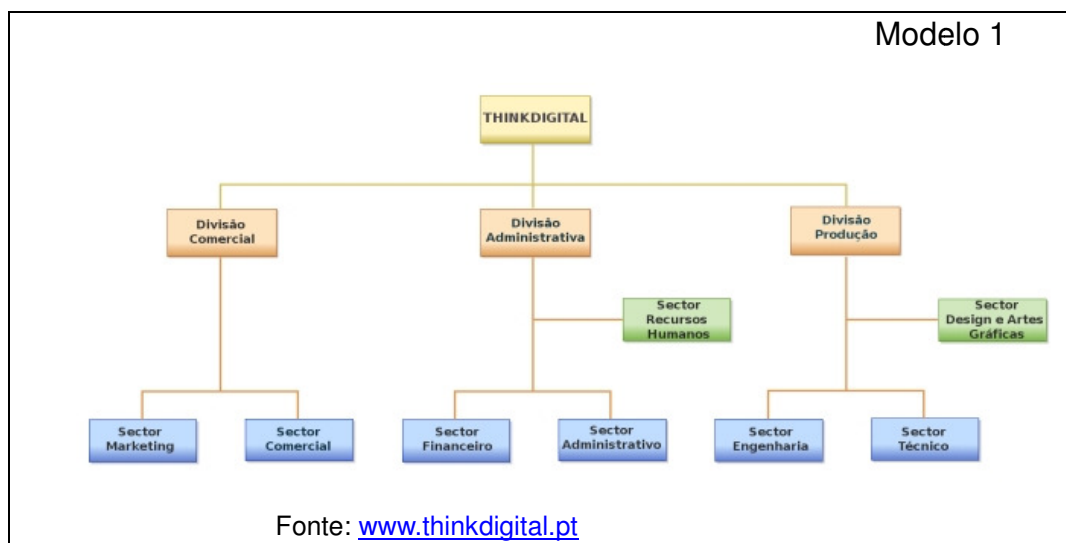 Modelo 1
THINKDIGITAL
Divisão
Comercial
Divisão
Administrativa
Divisão
Produção
Sector
Recursos
Humanos
Sector
Design e Artes
Gráficas
Sector
Marketing
Sector
Comercial
Sector
Financeiro
Sector
Administrativo
Sector
Engenharia
Sector
Técnico
Fonte: www.thinkdigital.pt